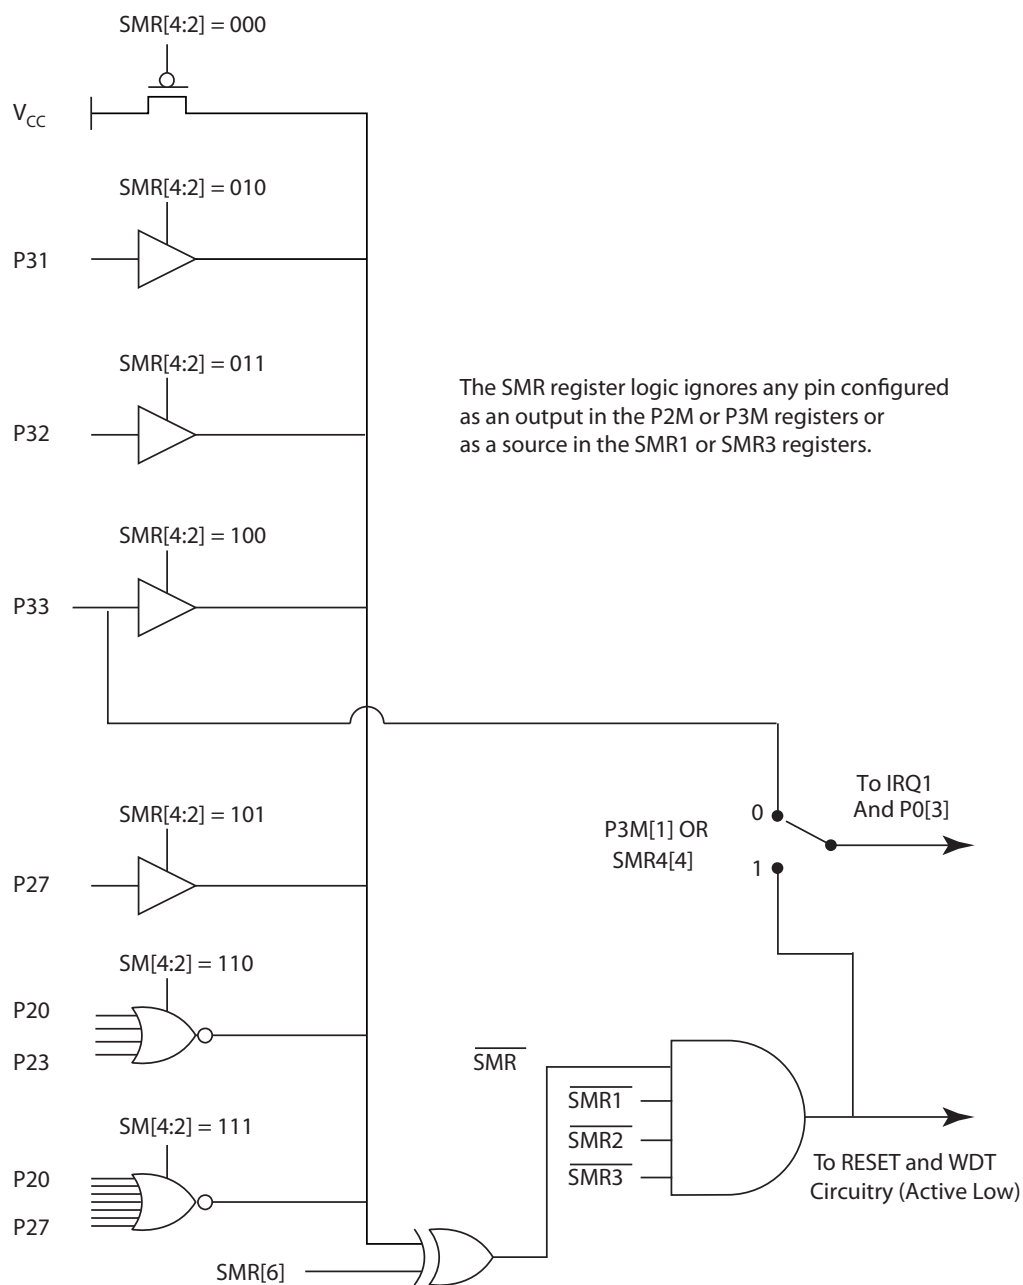 SMR[4:2] = 000
VCC
SMR[4:2] = 010
P31
SMR[4:2] = 011
P32
The SMR register logic ignores any pin configured
as an output in the P2M or P3M registers or
as a source in the SMR1 or SMR3 registers.
SMR[4:2] = 100
P33
To IRQ1
And P0[3]
SMR[4:2] = 101
0
P3M[1] OR
SMR4[4]
1
P27
SM[4:2] = 110
P20
P23
SMR
SMR1
SM[4:2] = 111
SMR2
P20
SMR3
To RESET and WDT
Circuitry (Active Low)
P27
SMR[6]